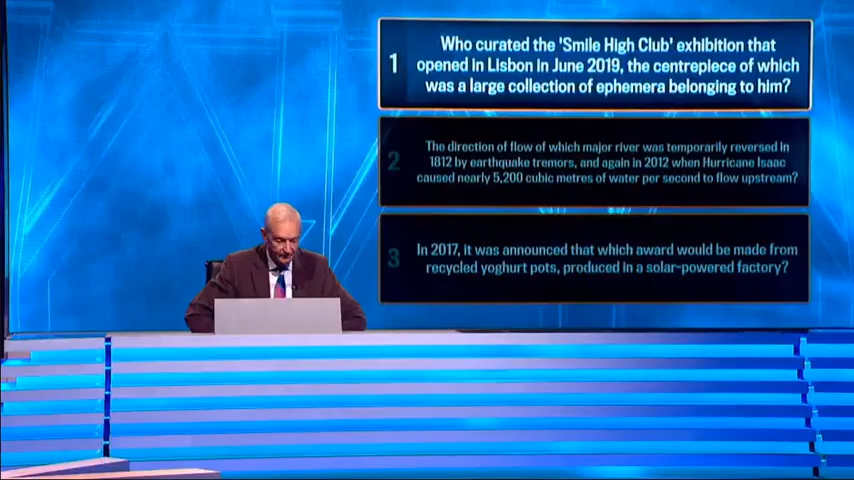 1
Who curated the 'Smile High Club' exhibition that
opened in Lisbon in June 2019, the centrepiece of which
was a large collection of ephemera belonging to him?
2
The direction of flow of which major river was temporarily reversed in
1812 by earthquake tremors, and again in 2012 when Hurricane Isaac
caused nearly 5,200 cubic metres of water per second to flow upstream?
3
In 2017, it was announced that which award would be made from
recycled yoghurt pots, produced in a solar-powered factory?